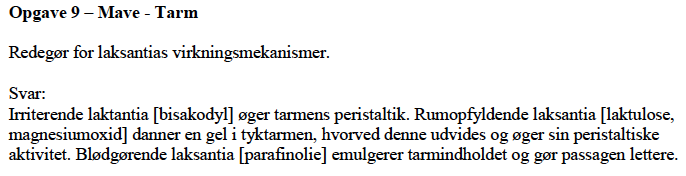 Opgave 9 – Mave - Tarm
Redegør for laksantias virkningsmekanismer.
Svar:
Irriterende laktantia [bisakodyl] øger tarmens peristaltik. Rumopfyldende laksantia [laktulose,
magnesiumoxid] danner en gel i tyktarmen, hvorved denne udvides og øger sin peristaltiske
aktivitet. Blødgørende laksantia [parafinolie] emulgerer tarmindholdet og gør passagen lettere.